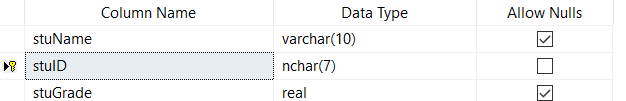 Column Name Data Type Allow Nulls
stuName varchar(10)
stuID nchar(7)
stuGrade real